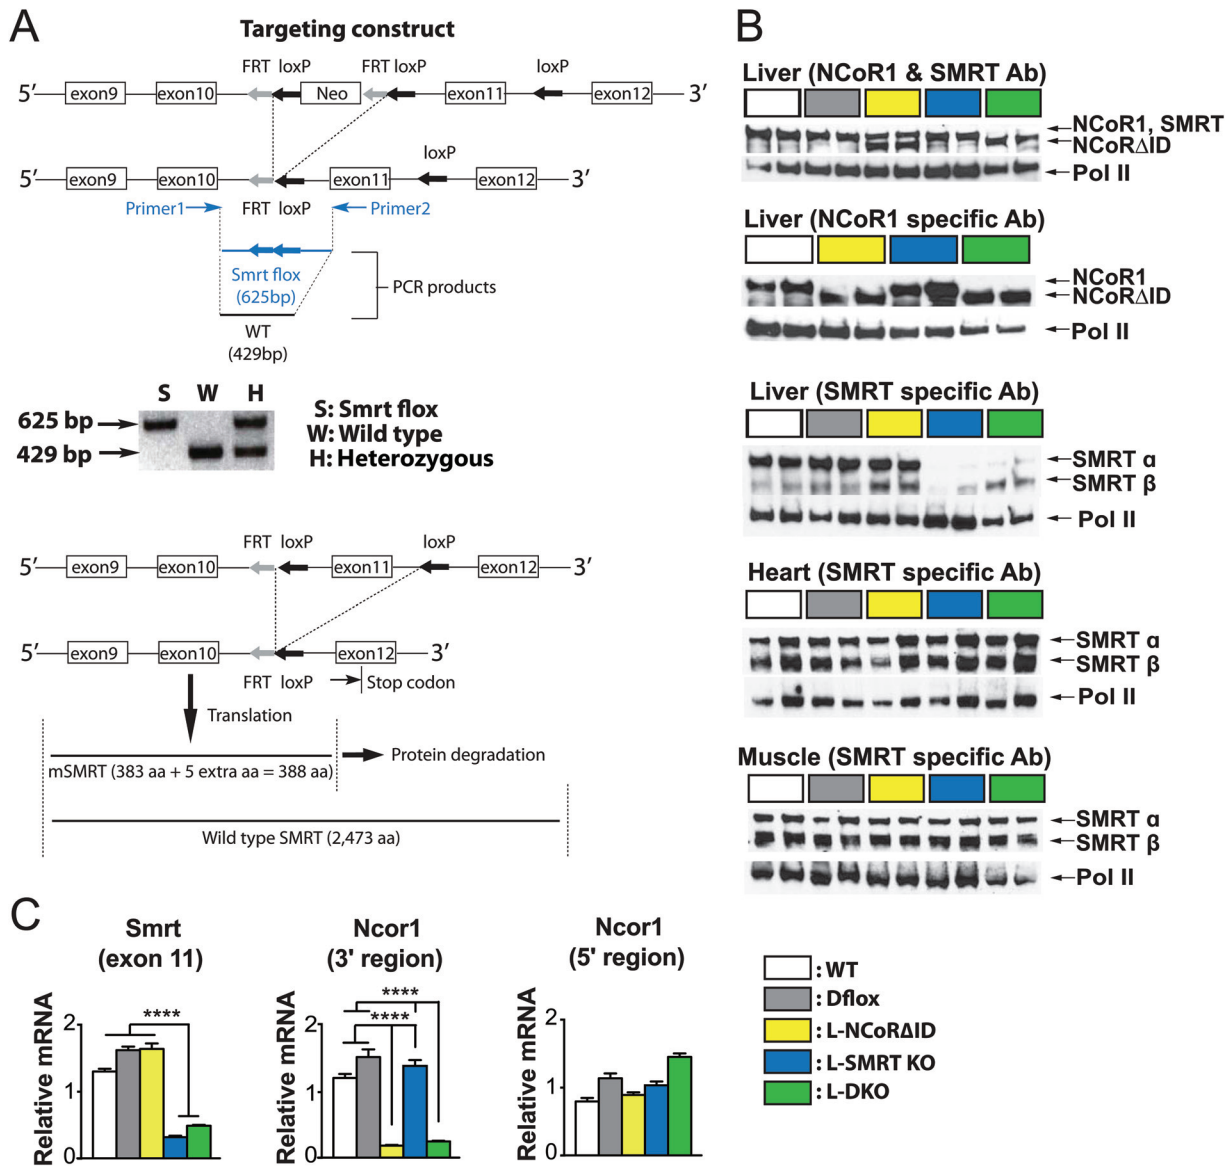 A
Targeting construct
FRT loxP FRT loxP loxP
5′ exon9 exon10 Neo exon11 exon12 3′
loxP
5′ exon9 exon10 exon11 exon12 3′
Primer1 FRT loxP Primer2
Smrt flox
(625bp)
PCR products
WT
(429bp)
S W H
625 bp
429 bp
S: Smrt flox
W: Wild type
H: Heterozygous
FRT loxP loxP
5′ exon9 exon10 exon11 exon12 3′
5′ exon9 exon10 exon12 3′
FRT loxP Stop codon
Translation
Protein degradation
mSMRT (383 aa + 5 extra aa = 388 aa)
Wild type SMRT (2,473 aa)
B
Liver (NCoR1 & SMRT Ab)
NCoR1, SMRT
NCoRΔID
Pol II
Liver (NCoR1 specific Ab)
NCoR1
NCoRΔID
Pol II
Liver (SMRT specific Ab)
SMRT α
SMRT β
Pol II
Heart (SMRT specific Ab)
SMRT α
SMRT β
Pol II
Muscle (SMRT specific Ab)
SMRT α
SMRT β
Pol II
C
Smrt
(exon 11)
Relative mRNA
2
1
0
****
Ncor1
(3' region)
Relative mRNA
2
1
0
****
****
Ncor1
(5' region)
Relative mRNA
2
1
0
: WT
: Dflox
: L-NCoRΔID
: L-SMRT KO
: L-DKO